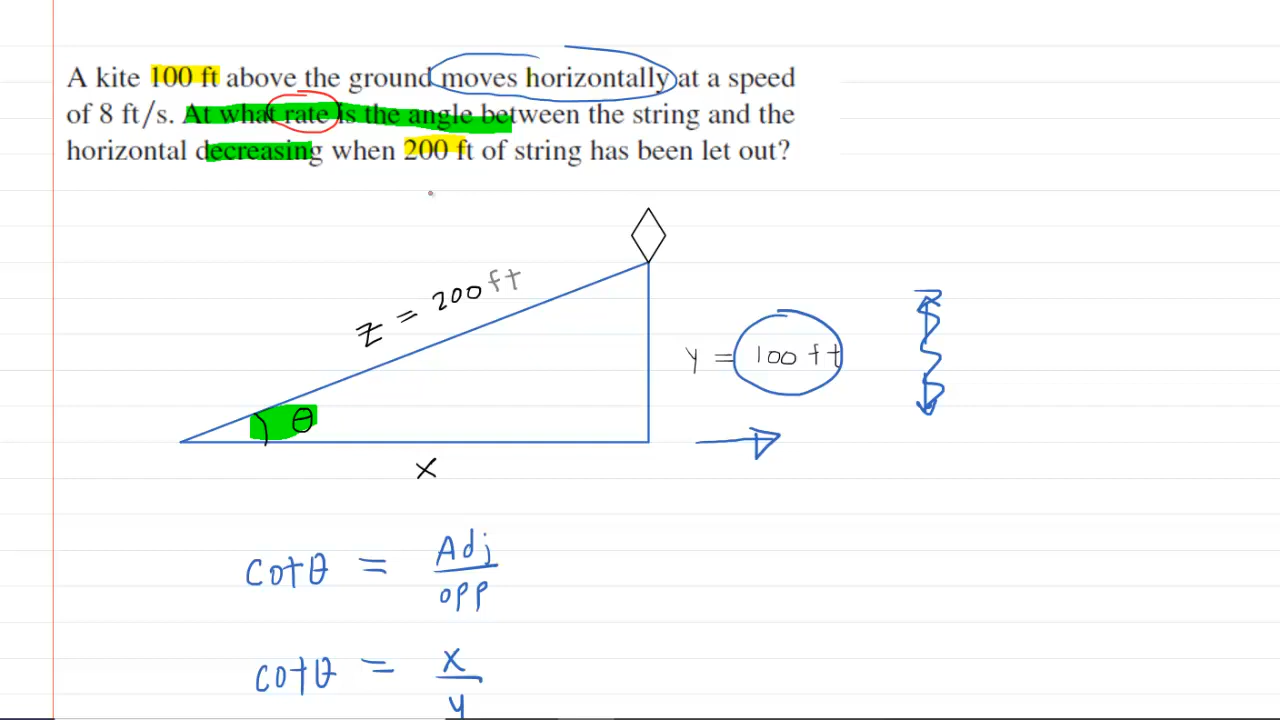 A kite 100 ft above the ground moves horizontally at a speed
of 8 ft/s. At what rate is the angle between the string and the
horizontal decreasing when 200 ft of string has been let out?
z = 200 ft
y = 100 ft
θ
x
cotθ = Adj/opp
cotθ = x/y